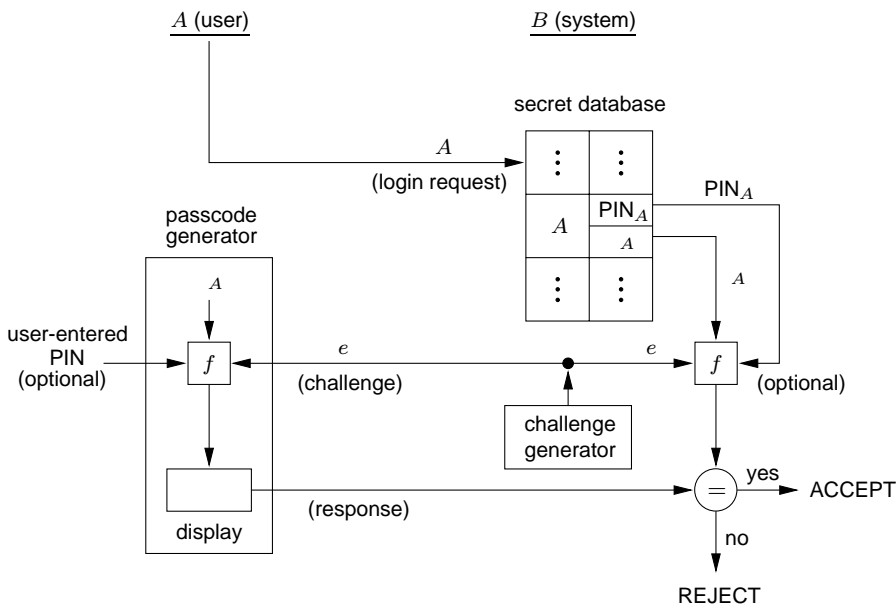 A (user)
B (system)
secret database
A
(login request)
⋮ ⋮
PIN_A
A
A
⋮ ⋮
PIN_A
A
passcode
generator
A
user-entered
PIN
(optional)
f
e
(challenge)
e
f
(optional)
challenge
generator
display
(response)
=
yes
ACCEPT
no
REJECT